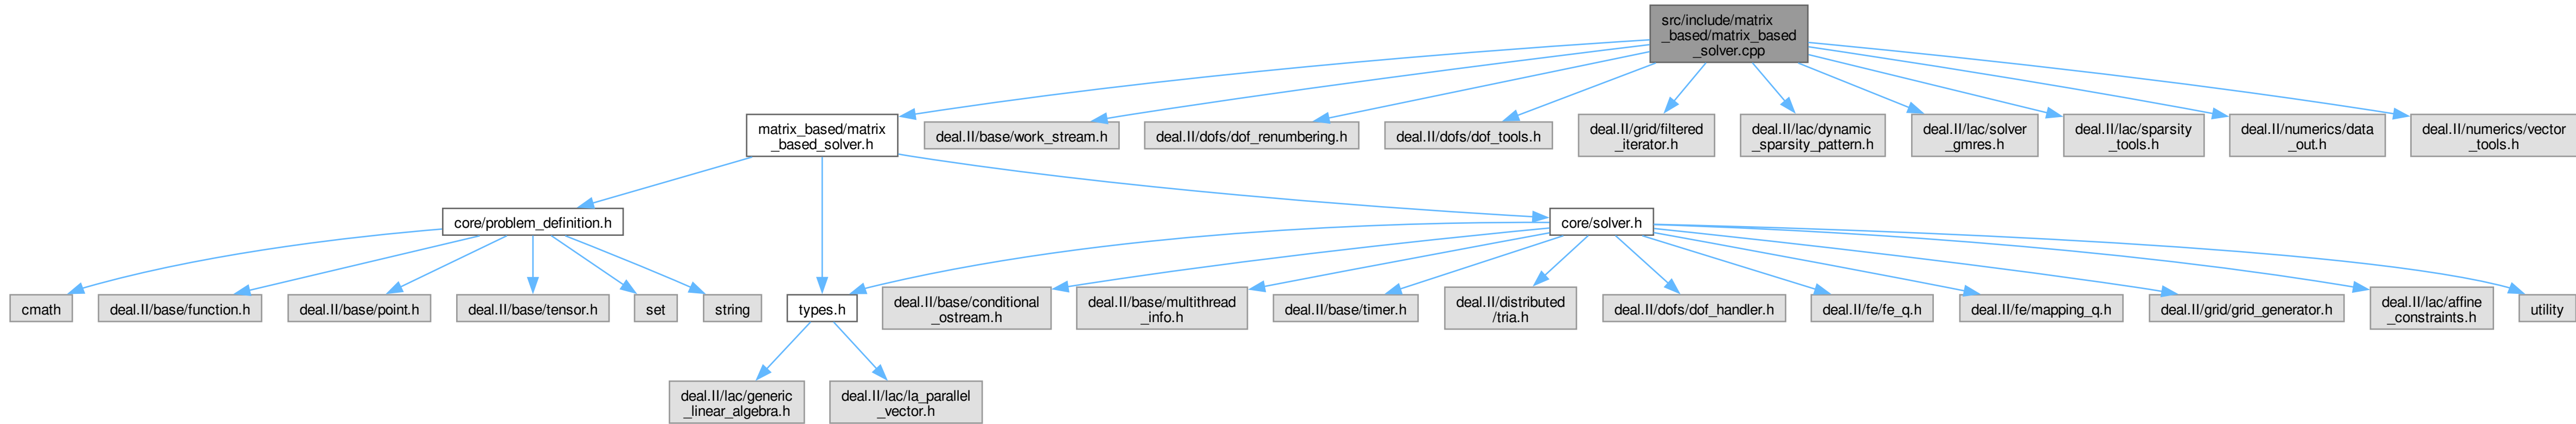 src/include/matrix
_based/matrix_based
_solver.cpp
matrix_based/matrix
_based_solver.h
deal.II/base/work_stream.h
deal.II/dofs/dof_renumbering.h
deal.II/dofs/dof_tools.h
deal.II/grid/filtered
_iterator.h
deal.II/lac/dynamic
_sparsity_pattern.h
deal.II/lac/solver
_gmres.h
deal.II/lac/sparsity
_tools.h
deal.II/numerics/data
_out.h
deal.II/numerics/vector
_tools.h
core/problem_definition.h
core/solver.h
cmath
deal.II/base/function.h
deal.II/base/point.h
deal.II/base/tensor.h
set
string
types.h
deal.II/base/conditional
_ostream.h
deal.II/base/multithread
_info.h
deal.II/base/timer.h
deal.II/distributed
/tria.h
deal.II/dofs/dof_handler.h
deal.II/fe/fe_q.h
deal.II/fe/mapping_q.h
deal.II/grid/grid_generator.h
deal.II/lac/affine
_constraints.h
utility
deal.II/lac/generic
_linear_algebra.h
deal.II/lac/la_parallel
_vector.h